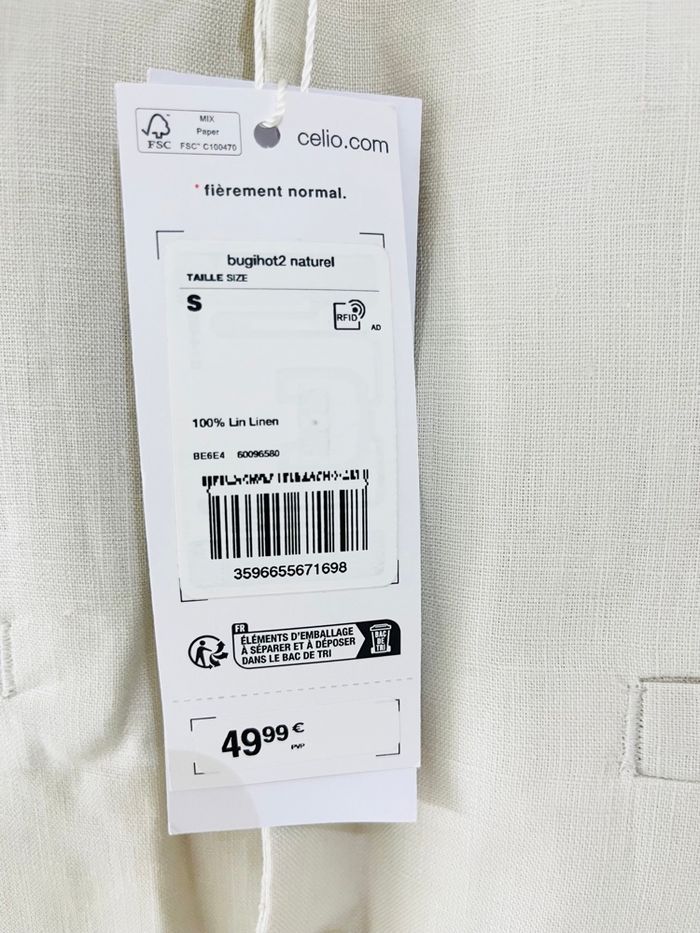 MIX
Paper
FSC FSC™ C100470
celio.com
* fièrement normal.
bugihot2 naturel
TAILLE SIZE
S
RFID
AD
100% Lin Linen
BE6E4 60096580
3596655671698
FR
ÉLÉMENTS D'EMBALLAGE
À SÉPARER ET À DÉPOSER
DANS LE BAC DE TRI
BAC
DE
TRI
4999 €
PVP